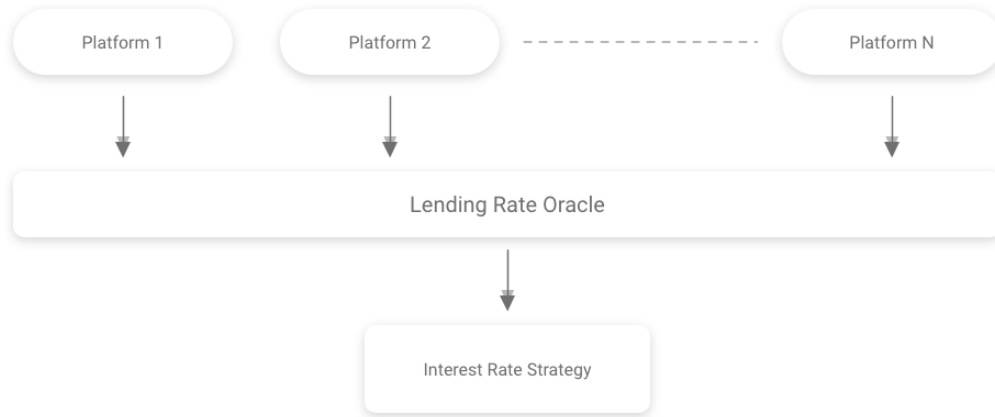 Platform 1
Platform 2
Platform N
Lending Rate Oracle
Interest Rate Strategy